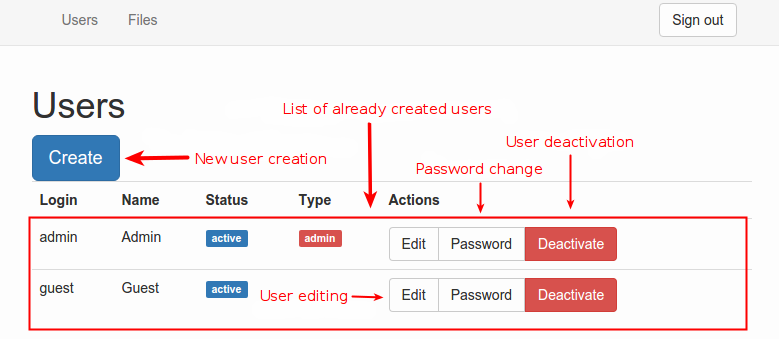 Users Files Sign out
Users
List of already created users
User deactivation
Create
New user creation
Password change
Login Name Status Type Actions
admin Admin active admin Edit Password Deactivate
guest Guest active User editing Edit Password Deactivate